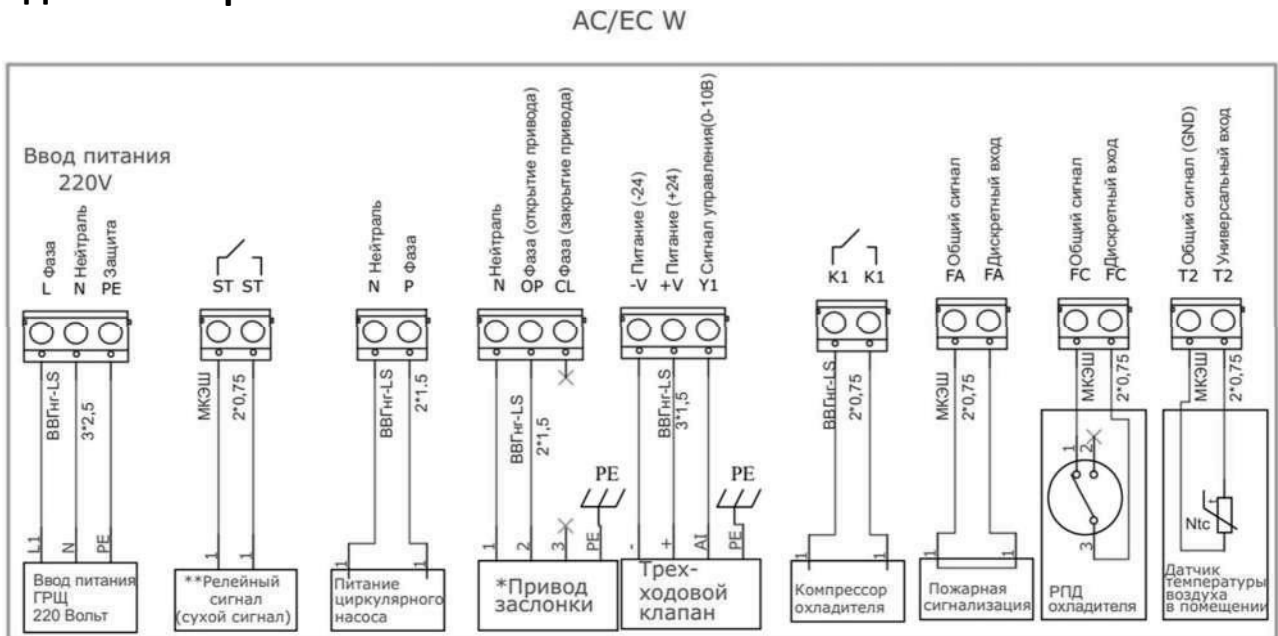 AC/EC W
Ввод питания
220V
Фаза
Нейтраль
Защита
L N PE
ST ST
Нейтраль
Фаза
N P
Нейтраль
Фаза (открытие привода)
Фаза (закрытие привода)
N OP CL
Питание (-24)
Питание (+24)
Сигнал управления(0-10В)
-V +V Y1
K1 K1
Общий сигнал
Дискретный вход
FA FA
Общий сигнал
Дискретный вход
FC FC
Общий сигнал (GND)
Универсальный вход
T2 T2
ВВГнг-LS
3*2,5
МКЭШ
2*0,75
ВВГнг-LS
2*1.5
ВВГнг-LS
2*1,5
ВВГнг-LS
3*1,5
ВВГнг-LS
2*0,75
МКЭШ
2*0,75
МКЭШ
2*0,75
МКЭШ
2*0,75
PE
PE
1 2
3
Ntc
t
L1 N PE
1 1
1 1
1 2 3 PE
- + AI PE
1 1
1 1
Ввод питания
ГРЩ
220 Вольт
**Релейный
сигнал
(сухой сигнал)
Питание
циркулярного
насоса
*Привод
заслонки
Трех-
ходовой
клапан
Компрессор
охладителя
Пожарная
сигнализация
РПД
охладителя
Датчик
температуры
воздуха
в помещении